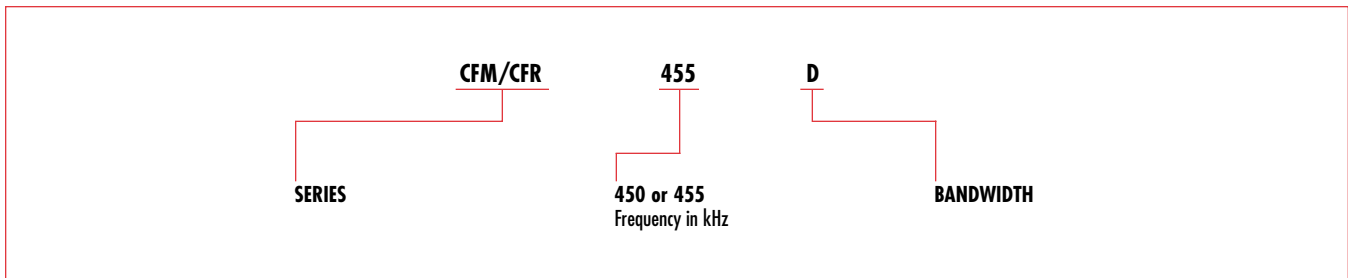 CFM/CFR 455 D
SERIES 450 or 455 BANDWIDTH
Frequency in kHz